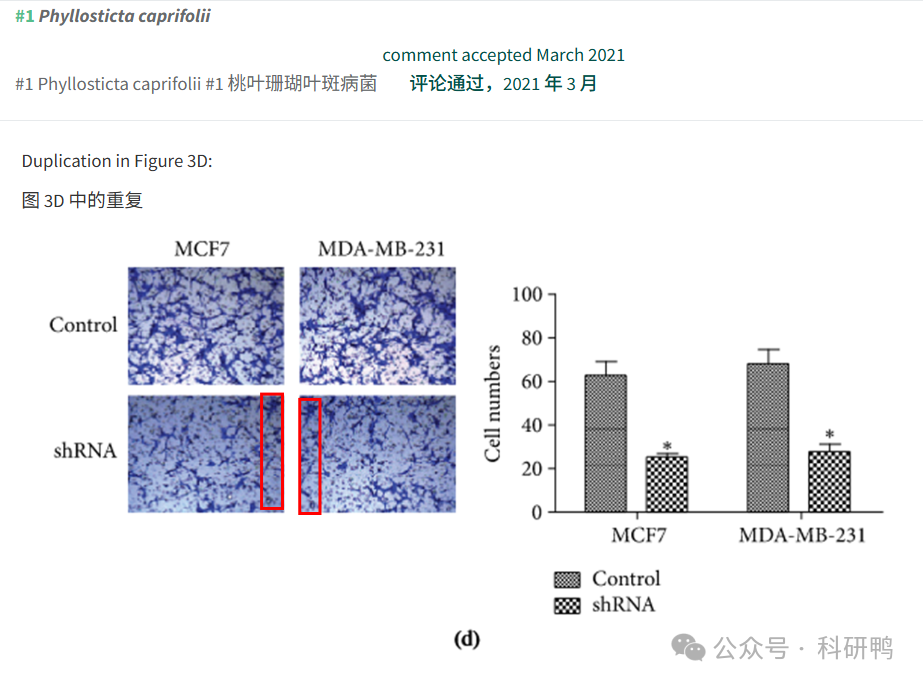 #1 Phyllosticta caprifolii
comment accepted March 2021
#1 Phyllosticta caprifolii #1 桃叶珊瑚叶斑病菌 评论通过，2021 年 3 月
Duplication in Figure 3D:
图 3D 中的重复
MCF7 MDA-MB-231
Control
shRNA
Cell numbers
100
80
60
40
20
0
* *
MCF7 MDA-MB-231
Control
shRNA
(d)
公众号 · 科研鸭